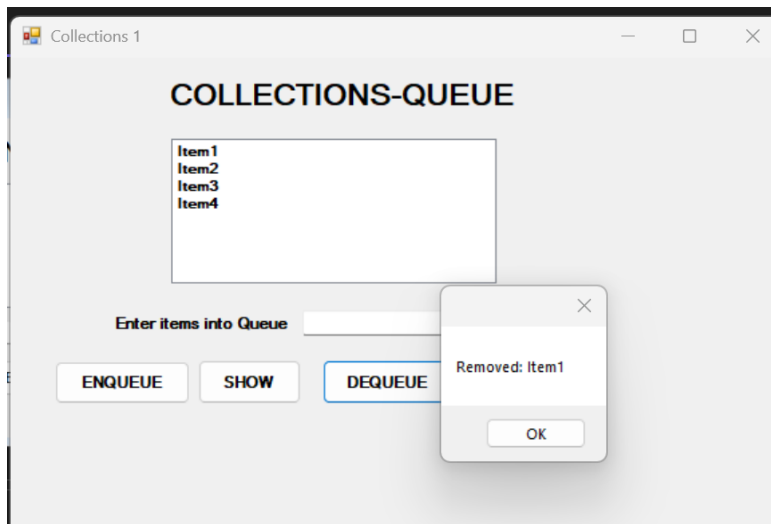 Collections 1
COLLECTIONS-QUEUE
Item1
Item2
Item3
Item4
Enter items into Queue
ENQUEUE SHOW DEQUEUE
Removed: Item1
OK